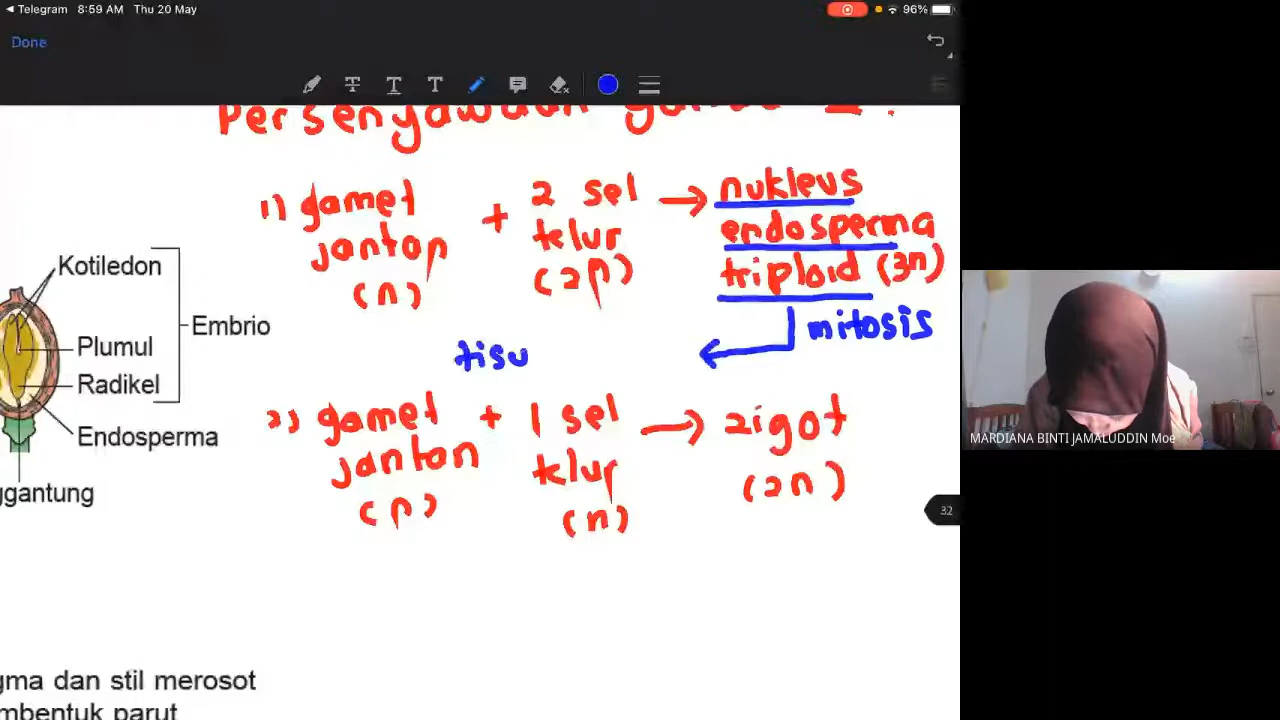 Telegram 8:59 AM Thu 20 May
96%
Done
Persenyawaan ganda
1) gamet jantan (n) + 2 sel telur (2n) → nukleus endosperma triploid (3n)
mitosis
tisu
2) gamet jantan (n) + 1 sel telur (n) → zigot (2n)
Kotiledon
Embrio
Plumul
Radikel
Endosperma
ggantung
gma dan stil merosot
mbentuk parut
32
MARDIANA BINTI JAMALUDDIN Moe